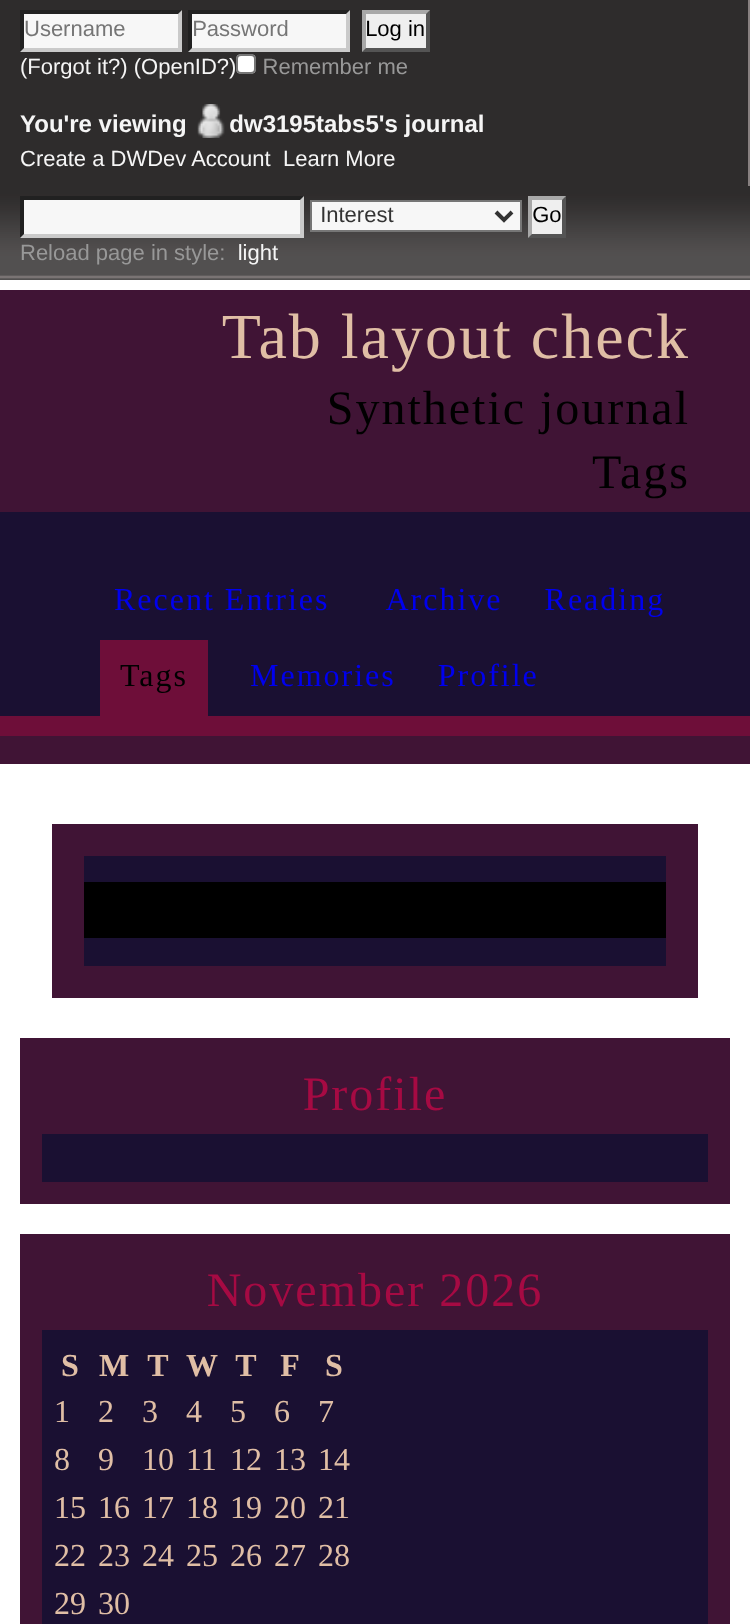 Username Password Log in
(Forgot it?) (OpenID?) Remember me
You're viewing dw3195tabs5's journal
Create a DWDev Account Learn More
Interest Go
Reload page in style: light
Tab layout check
Synthetic journal
Tags
Recent Entries Archive Reading
Tags Memories Profile
Profile
November 2026
S M T W T F S
1 2 3 4 5 6 7
8 9 10 11 12 13 14
15 16 17 18 19 20 21
22 23 24 25 26 27 28
29 30